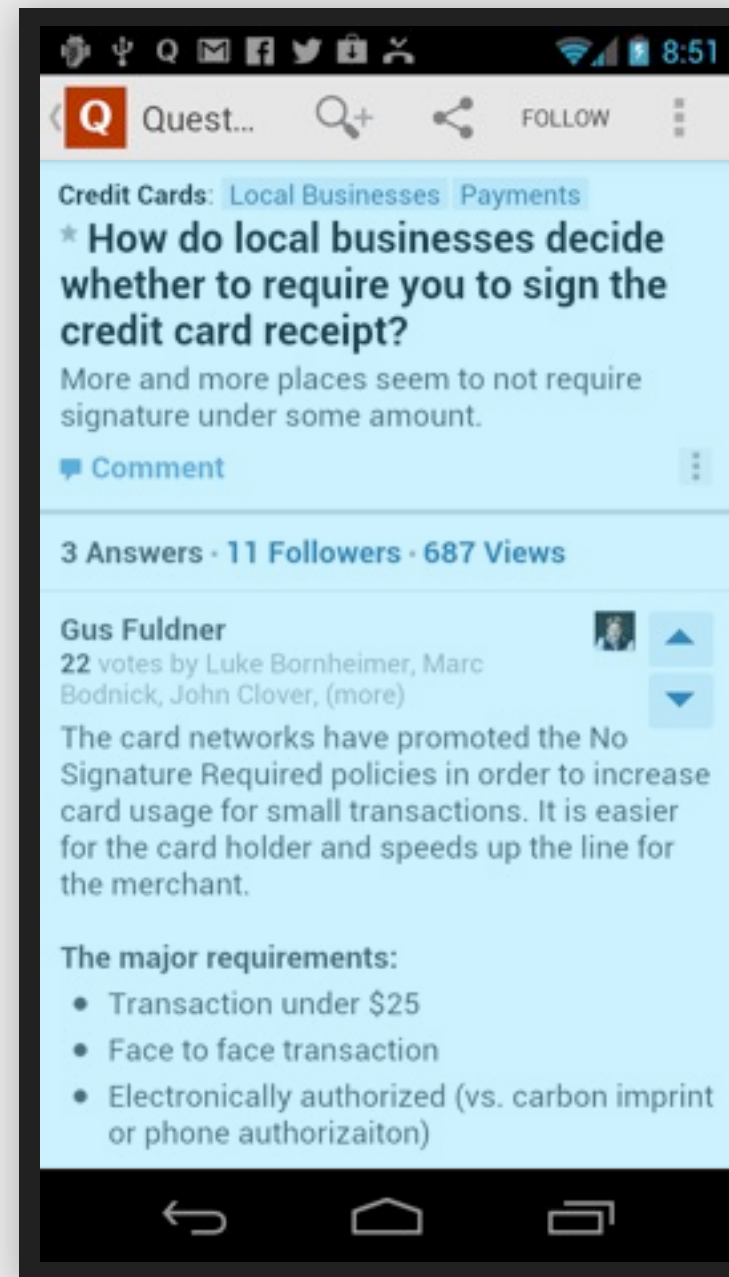 Q 8:51
Q Quest... FOLLOW
Credit Cards: Local Businesses Payments
How do local businesses decide
whether to require you to sign the
credit card receipt?
More and more places seem to not require
signature under some amount.
Comment
3 Answers · 11 Followers · 687 Views
Gus Fuldner
22 votes by Luke Bornheimer, Marc
Bodnick, John Clover, (more)
The card networks have promoted the No
Signature Required policies in order to increase
card usage for small transactions. It is easier
for the card holder and speeds up the line for
the merchant.
The major requirements:
• Transaction under $25
• Face to face transaction
• Electronically authorized (vs. carbon imprint
or phone authorizaiton)